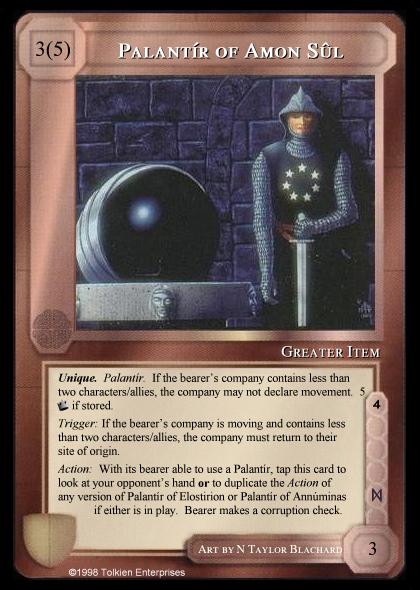 3(5)
PALANTÍR OF AMON SÛL
GREATER ITEM
Unique. Palantír. If the bearer's company contains less than
two characters/allies, the company may not declare movement. 5
if stored.
Trigger: If the bearer's company is moving and contains less
than two characters/allies, the company must return to their
site of origin.
Action: With its bearer able to use a Palantír, tap this card to
look at your opponent's hand or to duplicate the Action of
any version of Palantír of Elostirion or Palantír of Annúminas
if either is in play. Bearer makes a corruption check.
4
ART BY N TAYLOR BLACHARD
3
©1998 Tolkien Enterprises